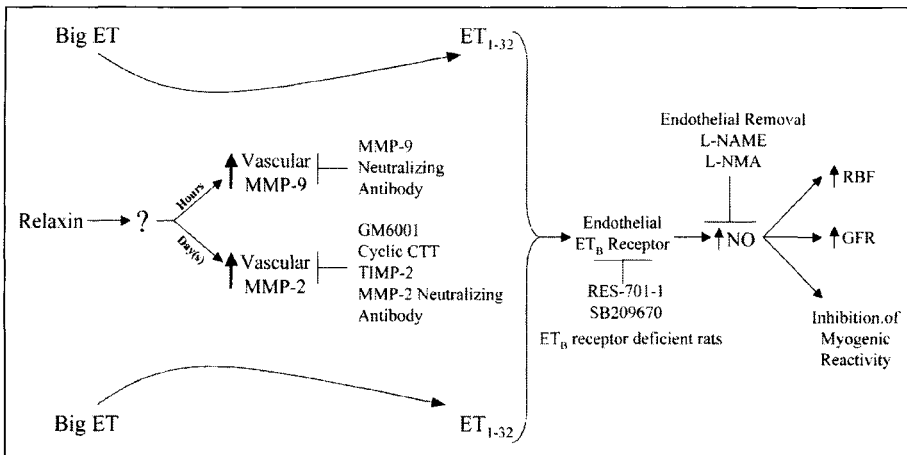 Big ET
ET1-32
Endothelial Removal
L-NAME
L-NMA
MMP-9
Neutralizing
Antibody
Vascular
MMP-9
Hours
Relaxin
?
Day(s)
Vascular
MMP-2
GM6001
Cyclic CTT
TIMP-2
MMP-2 Neutralizing
Antibody
Endothelial
ETB Receptor
RES-701-1
SB209670
ETB receptor deficient rats
NO
RBF
GFR
Inhibition.of
Myogenic
Reactivity
Big ET
ET1-32